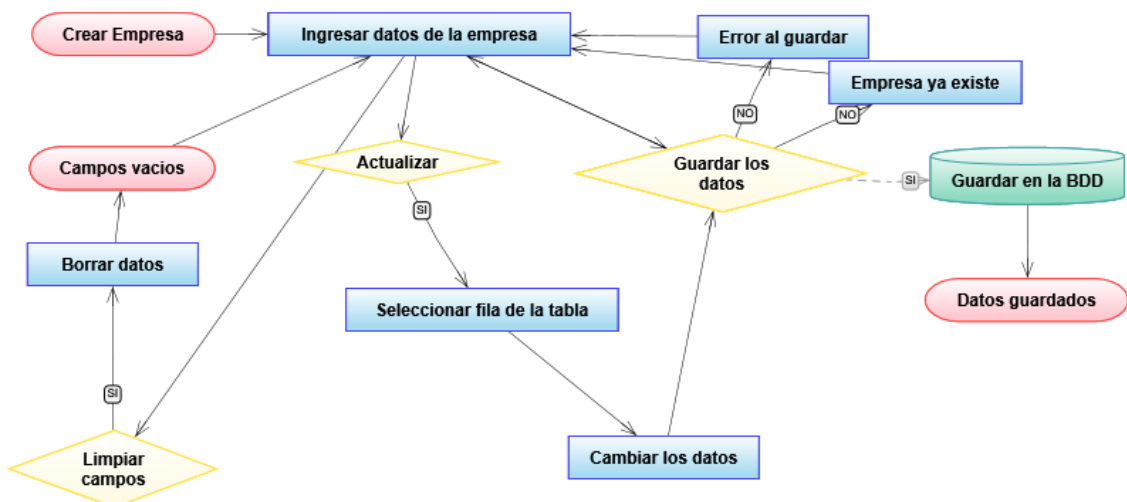 Crear Empresa
Ingresar datos de la empresa
Error al guardar
Empresa ya existe
NO
NO
Campos vacios
Actualizar
Guardar los
datos
SI
Guardar en la BDD
SI
Borrar datos
Seleccionar fila de la tabla
Datos guardados
SI
Limpiar
campos
Cambiar los datos